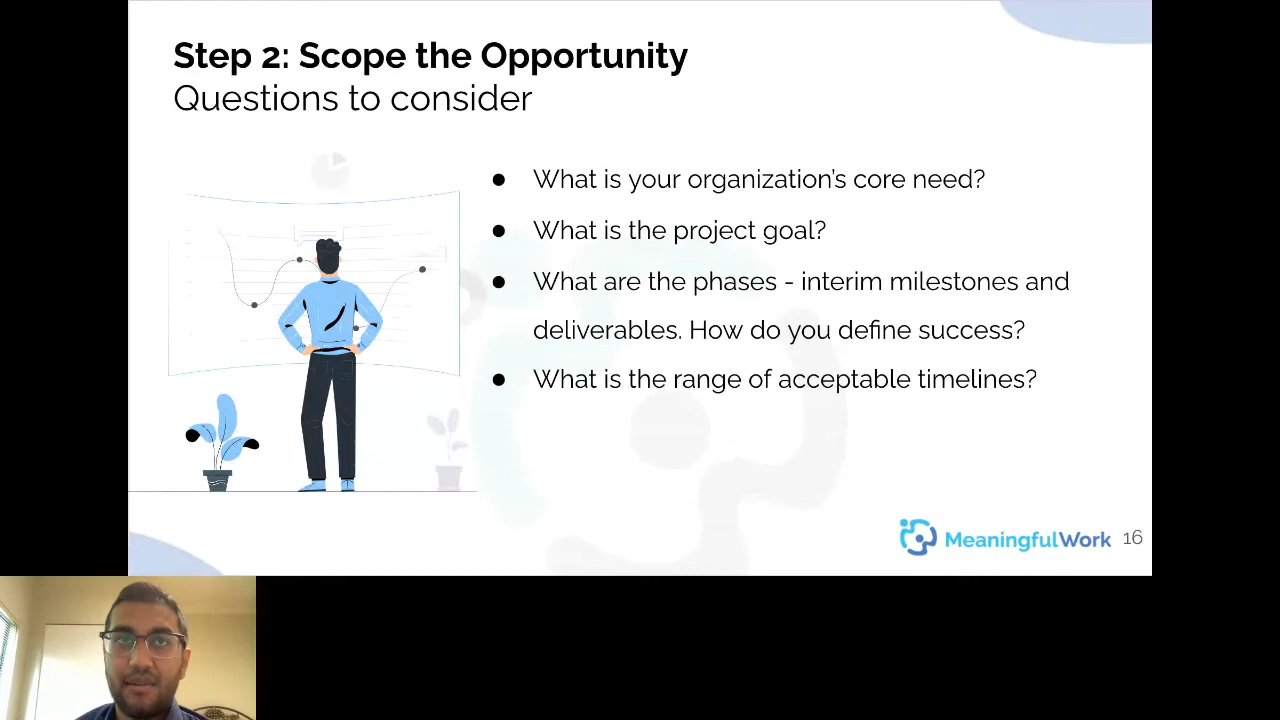 Step 2: Scope the Opportunity
Questions to consider
● What is your organization's core need?
● What is the project goal?
● What are the phases - interim milestones and
deliverables. How do you define success?
● What is the range of acceptable timelines?
MeaningfulWork 16